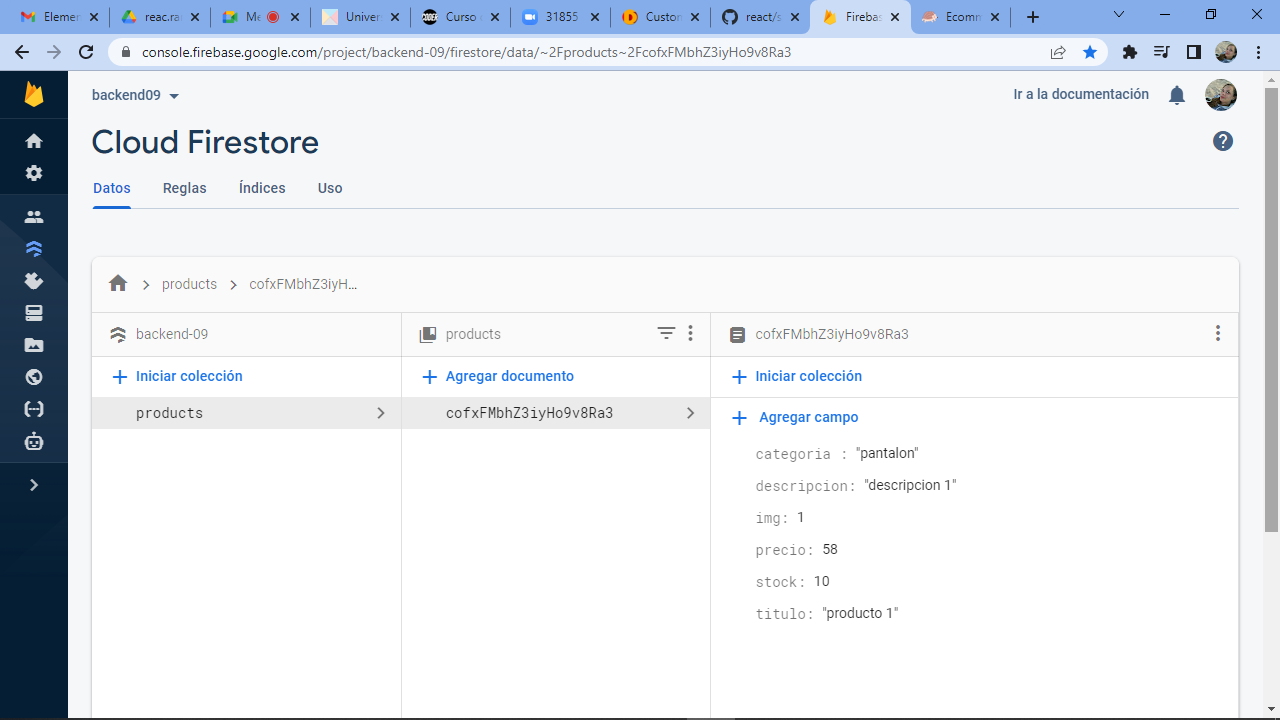 Elemen
reac.ra
Me
Univer
CODER Curso
31855
Custon
react/s
Firebas
Ecomm
console.firebase.google.com/project/backend-09/firestore/data/~2Fproducts~2FcofxFMbhZ3iyHo9v8Ra3
backend09
Ir a la documentación
Cloud Firestore
Datos Reglas Índices Uso
products cofxFMbhZ3iyH...
backend-09 products cofxFMbhZ3iyHo9v8Ra3
Iniciar colección Agregar documento Iniciar colección
products cofxFMbhZ3iyHo9v8Ra3
Agregar campo
categoria : "pantalon"
descripcion: "descripcion 1"
img: 1
precio: 58
stock: 10
titulo: "producto 1"